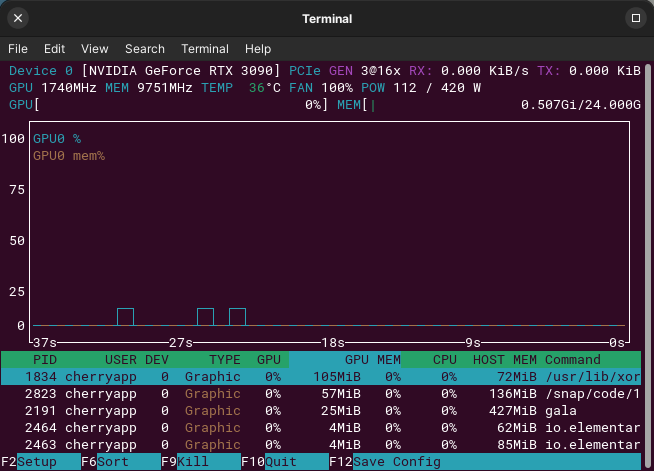 Terminal
File Edit View Search Terminal Help
Device 0 [NVIDIA GeForce RTX 3090] PCIe GEN 3@16x RX: 0.000 KiB/s TX: 0.000 KiB
GPU 1740MHz MEM 9751MHz TEMP 36°C FAN 100% POW 112 / 420 W
GPU[ 0%] MEM[| 0.507Gi/24.000G
100 GPU0 %
GPU0 mem%
75
50
25
0
37s 27s 18s 9s 0s
PID USER DEV TYPE GPU GPU MEM CPU HOST MEM Command
1834 cherryapp 0 Graphic 0% 105MiB 0% 0% 72MiB /usr/lib/xor
2823 cherryapp 0 Graphic 0% 57MiB 0% 0% 136MiB /snap/code/1
2191 cherryapp 0 Graphic 0% 25MiB 0% 0% 427MiB gala
2464 cherryapp 0 Graphic 0% 4MiB 0% 0% 62MiB io.elementar
2463 cherryapp 0 Graphic 0% 4MiB 0% 0% 85MiB io.elementar
F2Setup F6Sort F9Kill F10Quit F12Save Config